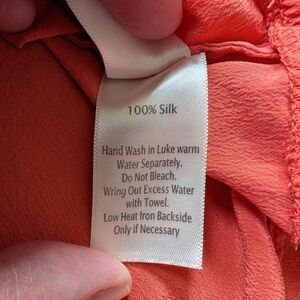 100% Silk
Hand Wash in Luke warm
Water Separately.
Do Not Bleach.
Wring Out Excess Water
with Towel.
Low Heat Iron Backside
Only if Necessary